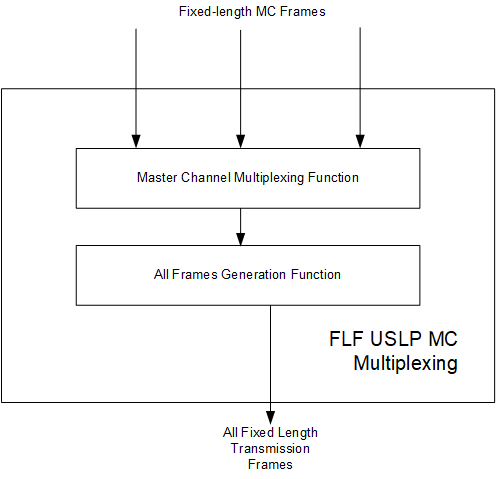 Fixed-length MC Frames
Master Channel Multiplexing Function
All Frames Generation Function
FLF USLP MC
Multiplexing
All Fixed Length
Transmission
Frames